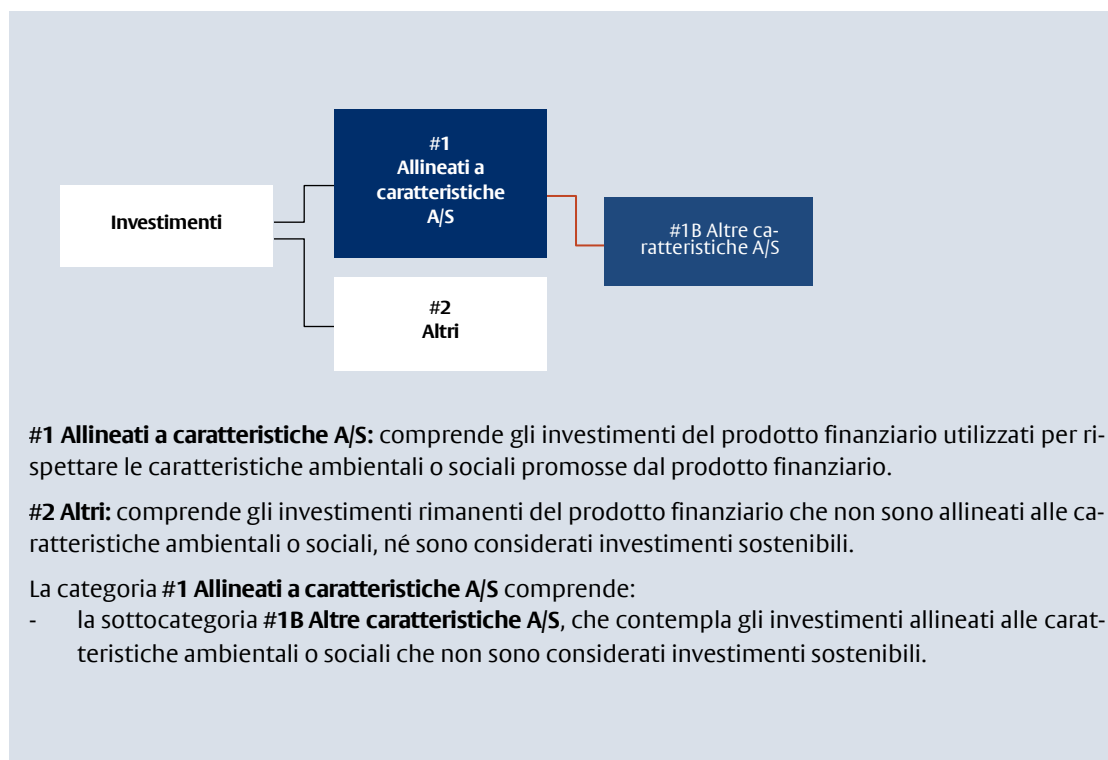 #1
Allineati a
caratteristiche
A/S
Investimenti
#1B Altre ca-
ratteristiche A/S
#2
Altri
#1 Allineati a caratteristiche A/S: comprende gli investimenti del prodotto finanziario utilizzati per ri-
spettare le caratteristiche ambientali o sociali promosse dal prodotto finanziario.
#2 Altri: comprende gli investimenti rimanenti del prodotto finanziario che non sono allineati alle ca-
ratteristiche ambientali o sociali, né sono considerati investimenti sostenibili.
La categoria #1 Allineati a caratteristiche A/S comprende:
- la sottocategoria #1B Altre caratteristiche A/S, che contempla gli investimenti allineati alle carat-
teristiche ambientali o sociali che non sono considerati investimenti sostenibili.